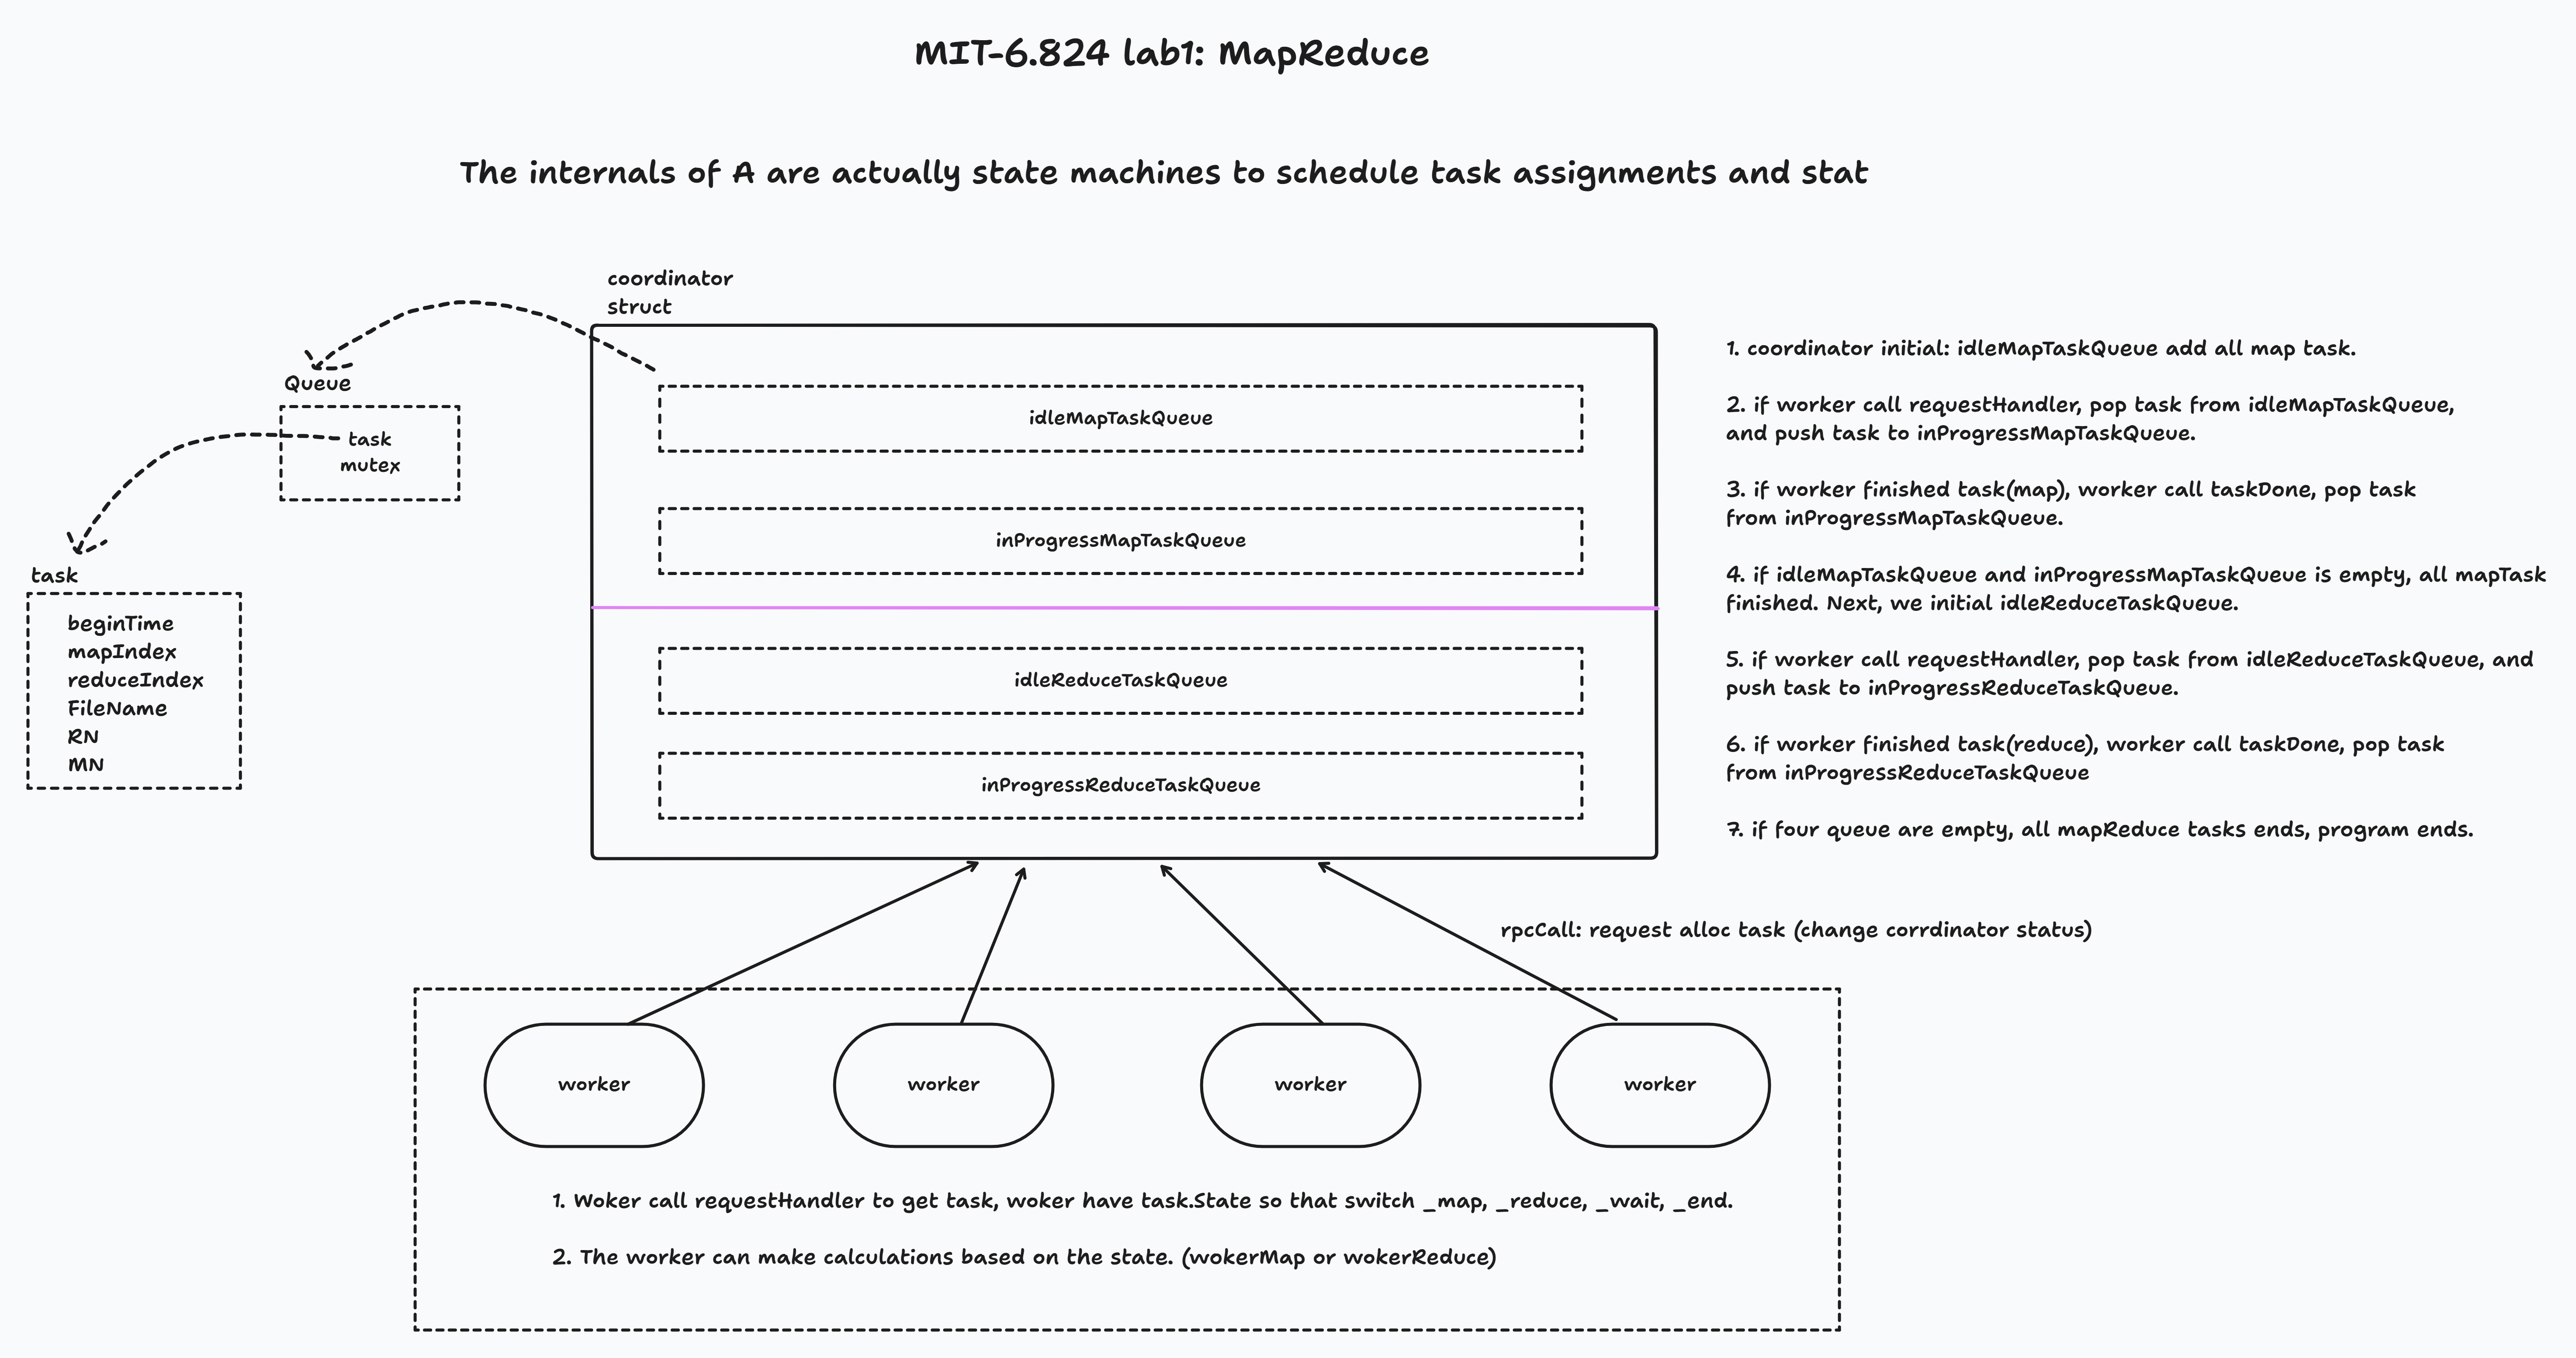 MIT-6.824 lab1: MapReduce
The internals of A are actually state machines to schedule task assignments and stat
coordinator
struct
Queue
task
mutex
task
beginTime
mapIndex
reduceIndex
FileName
RN
MN
idleMapTaskQueue
inProgressMapTaskQueue
idleReduceTaskQueue
inProgressReduceTaskQueue
1. coordinator initial: idleMapTaskQueue add all map task.
2. if worker call requestHandler, pop task from idleMapTaskQueue,
and push task to inProgressMapTaskQueue.
3. if worker finished task(map), worker call taskDone, pop task
from inProgressMapTaskQueue.
4. if idleMapTaskQueue and inProgressMapTaskQueue is empty, all mapTask
finished. Next, we initial idleReduceTaskQueue.
5. if worker call requestHandler, pop task from idleReduceTaskQueue, and
push task to inProgressReduceTaskQueue.
6. if worker finished task(reduce), worker call taskDone, pop task
from inProgressReduceTaskQueue
7. if four queue are empty, all mapReduce tasks ends, program ends.
rpcCall: request alloc task (change corrdinator status)
worker
worker
worker
worker
1. Woker call requestHandler to get task, woker have task.State so that switch _map, _reduce, _wait, _end.
2. The worker can make calculations based on the state. (wokerMap or wokerReduce)